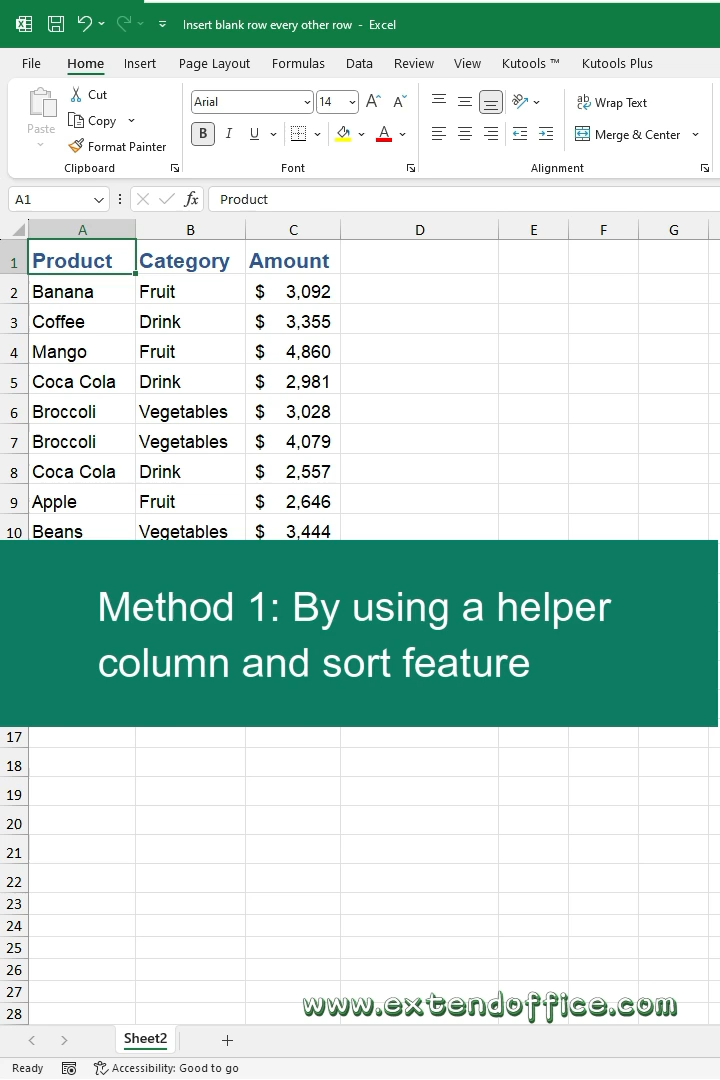 Insert blank row every other row - Excel
File Home Insert Page Layout Formulas Data Review View Kutools ™ Kutools Plus
Paste
Cut
Copy
Format Painter
Clipboard
Arial 14 A A
B I U A
Font
ab Wrap Text
Merge & Center
Alignment
A1 fx Product
A B C D E F G
1 Product Category Amount
2 Banana Fruit $ 3,092
3 Coffee Drink $ 3,355
4 Mango Fruit $ 4,860
5 Coca Cola Drink $ 2,981
6 Broccoli Vegetables $ 3,028
7 Broccoli Vegetables $ 4,079
8 Coca Cola Drink $ 2,557
9 Apple Fruit $ 2,646
10 Beans Vegetables $ 3,444
Method 1: By using a helper
column and sort feature
17
18
19
20
21
22
23
24
25
26
27
28
www.extendoffice.com
Sheet2
Ready Accessibility: Good to go